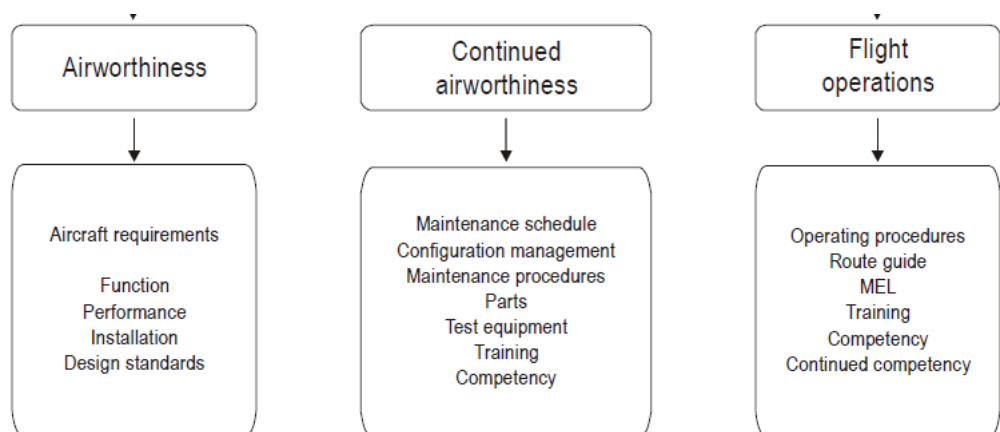 Airworthiness
Continued
airworthiness
Flight
operations
Aircraft requirements
Function
Performance
Installation
Design standards
Maintenance schedule
Configuration management
Maintenance procedures
Parts
Test equipment
Training
Competency
Operating procedures
Route guide
MEL
Training
Competency
Continued competency